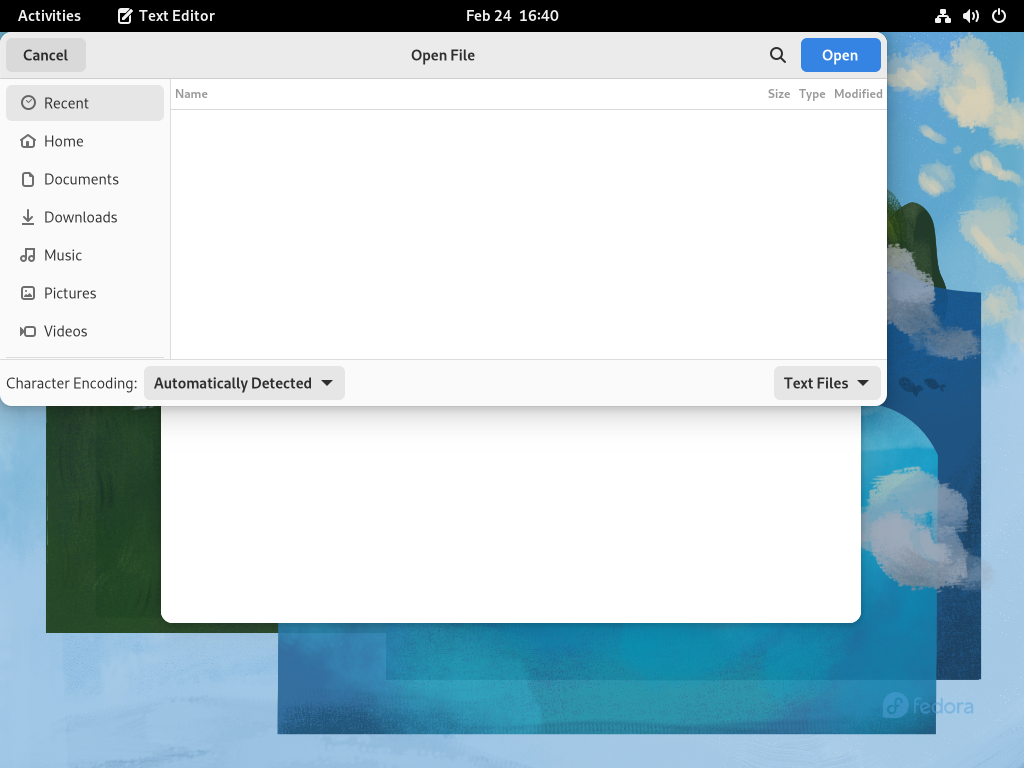 Activities Text Editor Feb 24 16:40
Cancel Open File Open
Recent Name Size Type Modified
Home
Documents
Downloads
Music
Pictures
Videos
Character Encoding: Automatically Detected Text Files
fedora